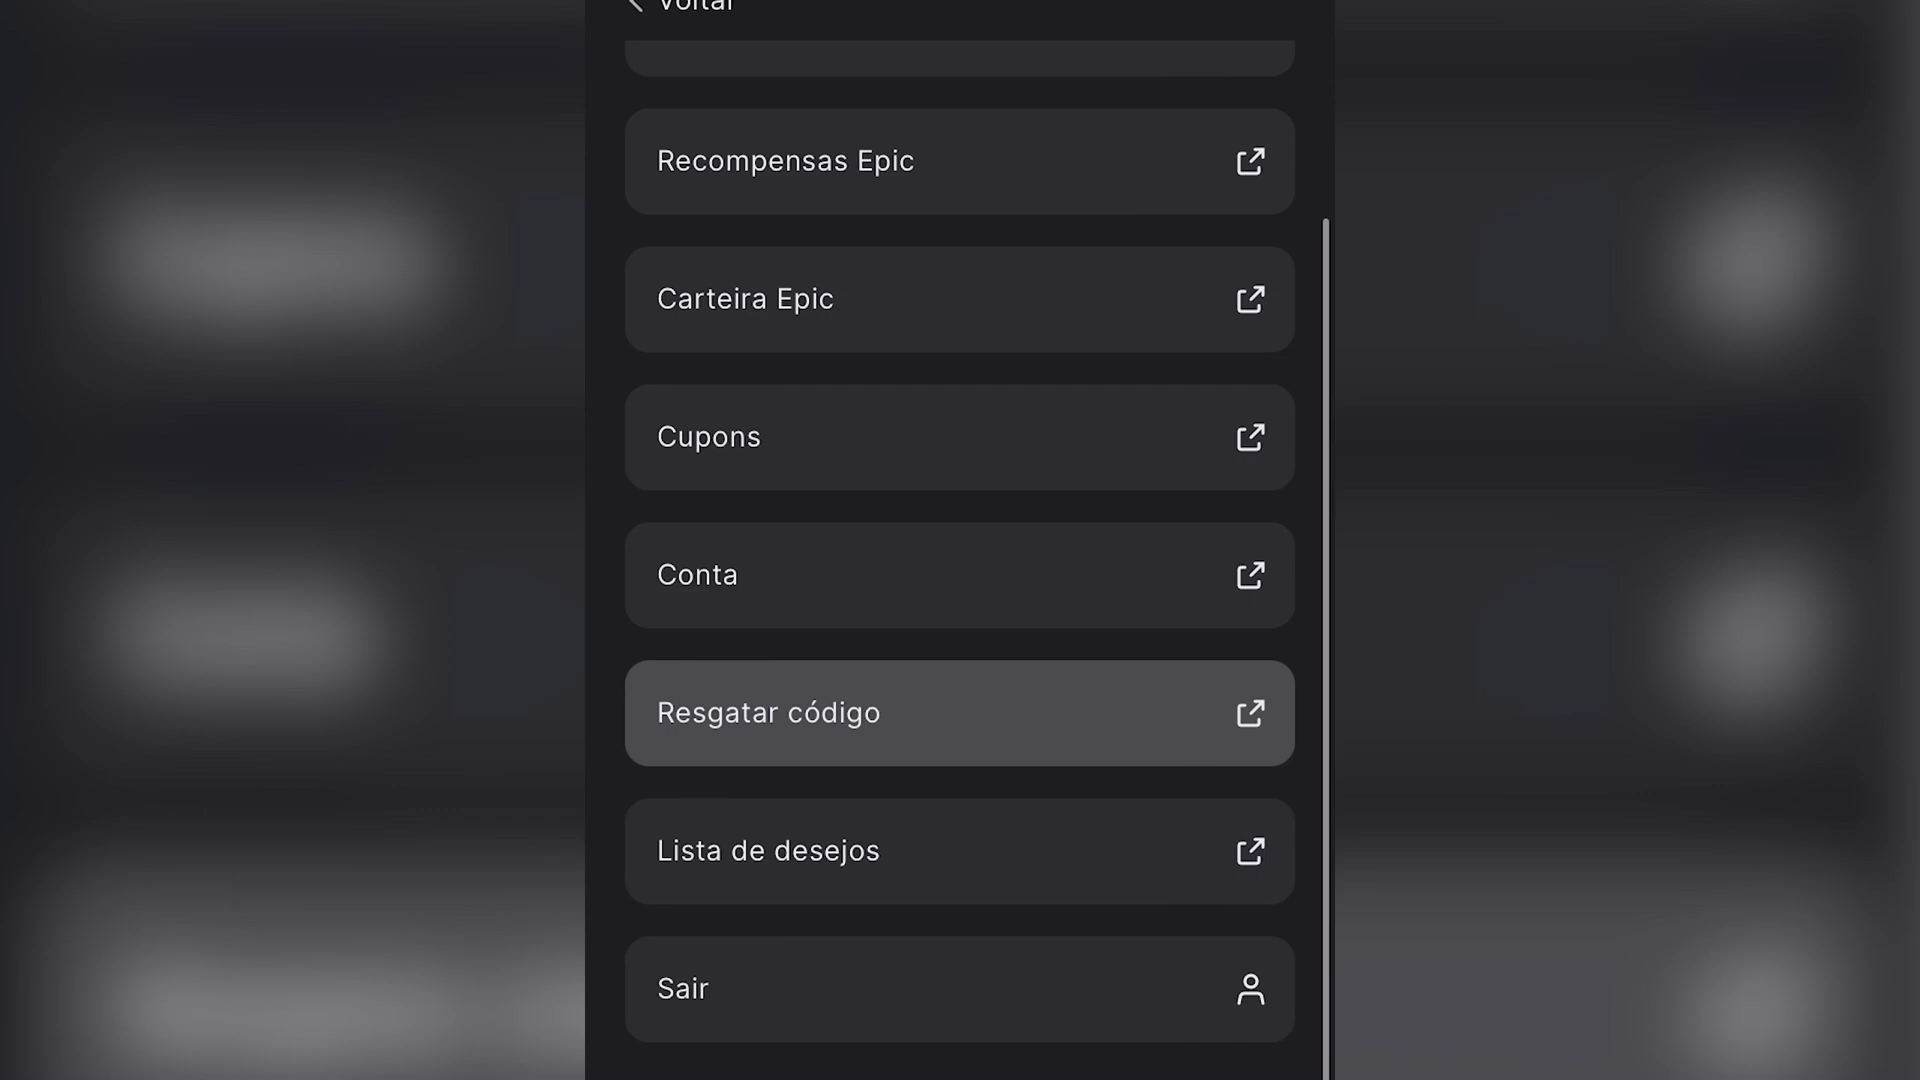 Voltar
Recompensas Epic
Carteira Epic
Cupons
Conta
Resgatar código
Lista de desejos
Sair